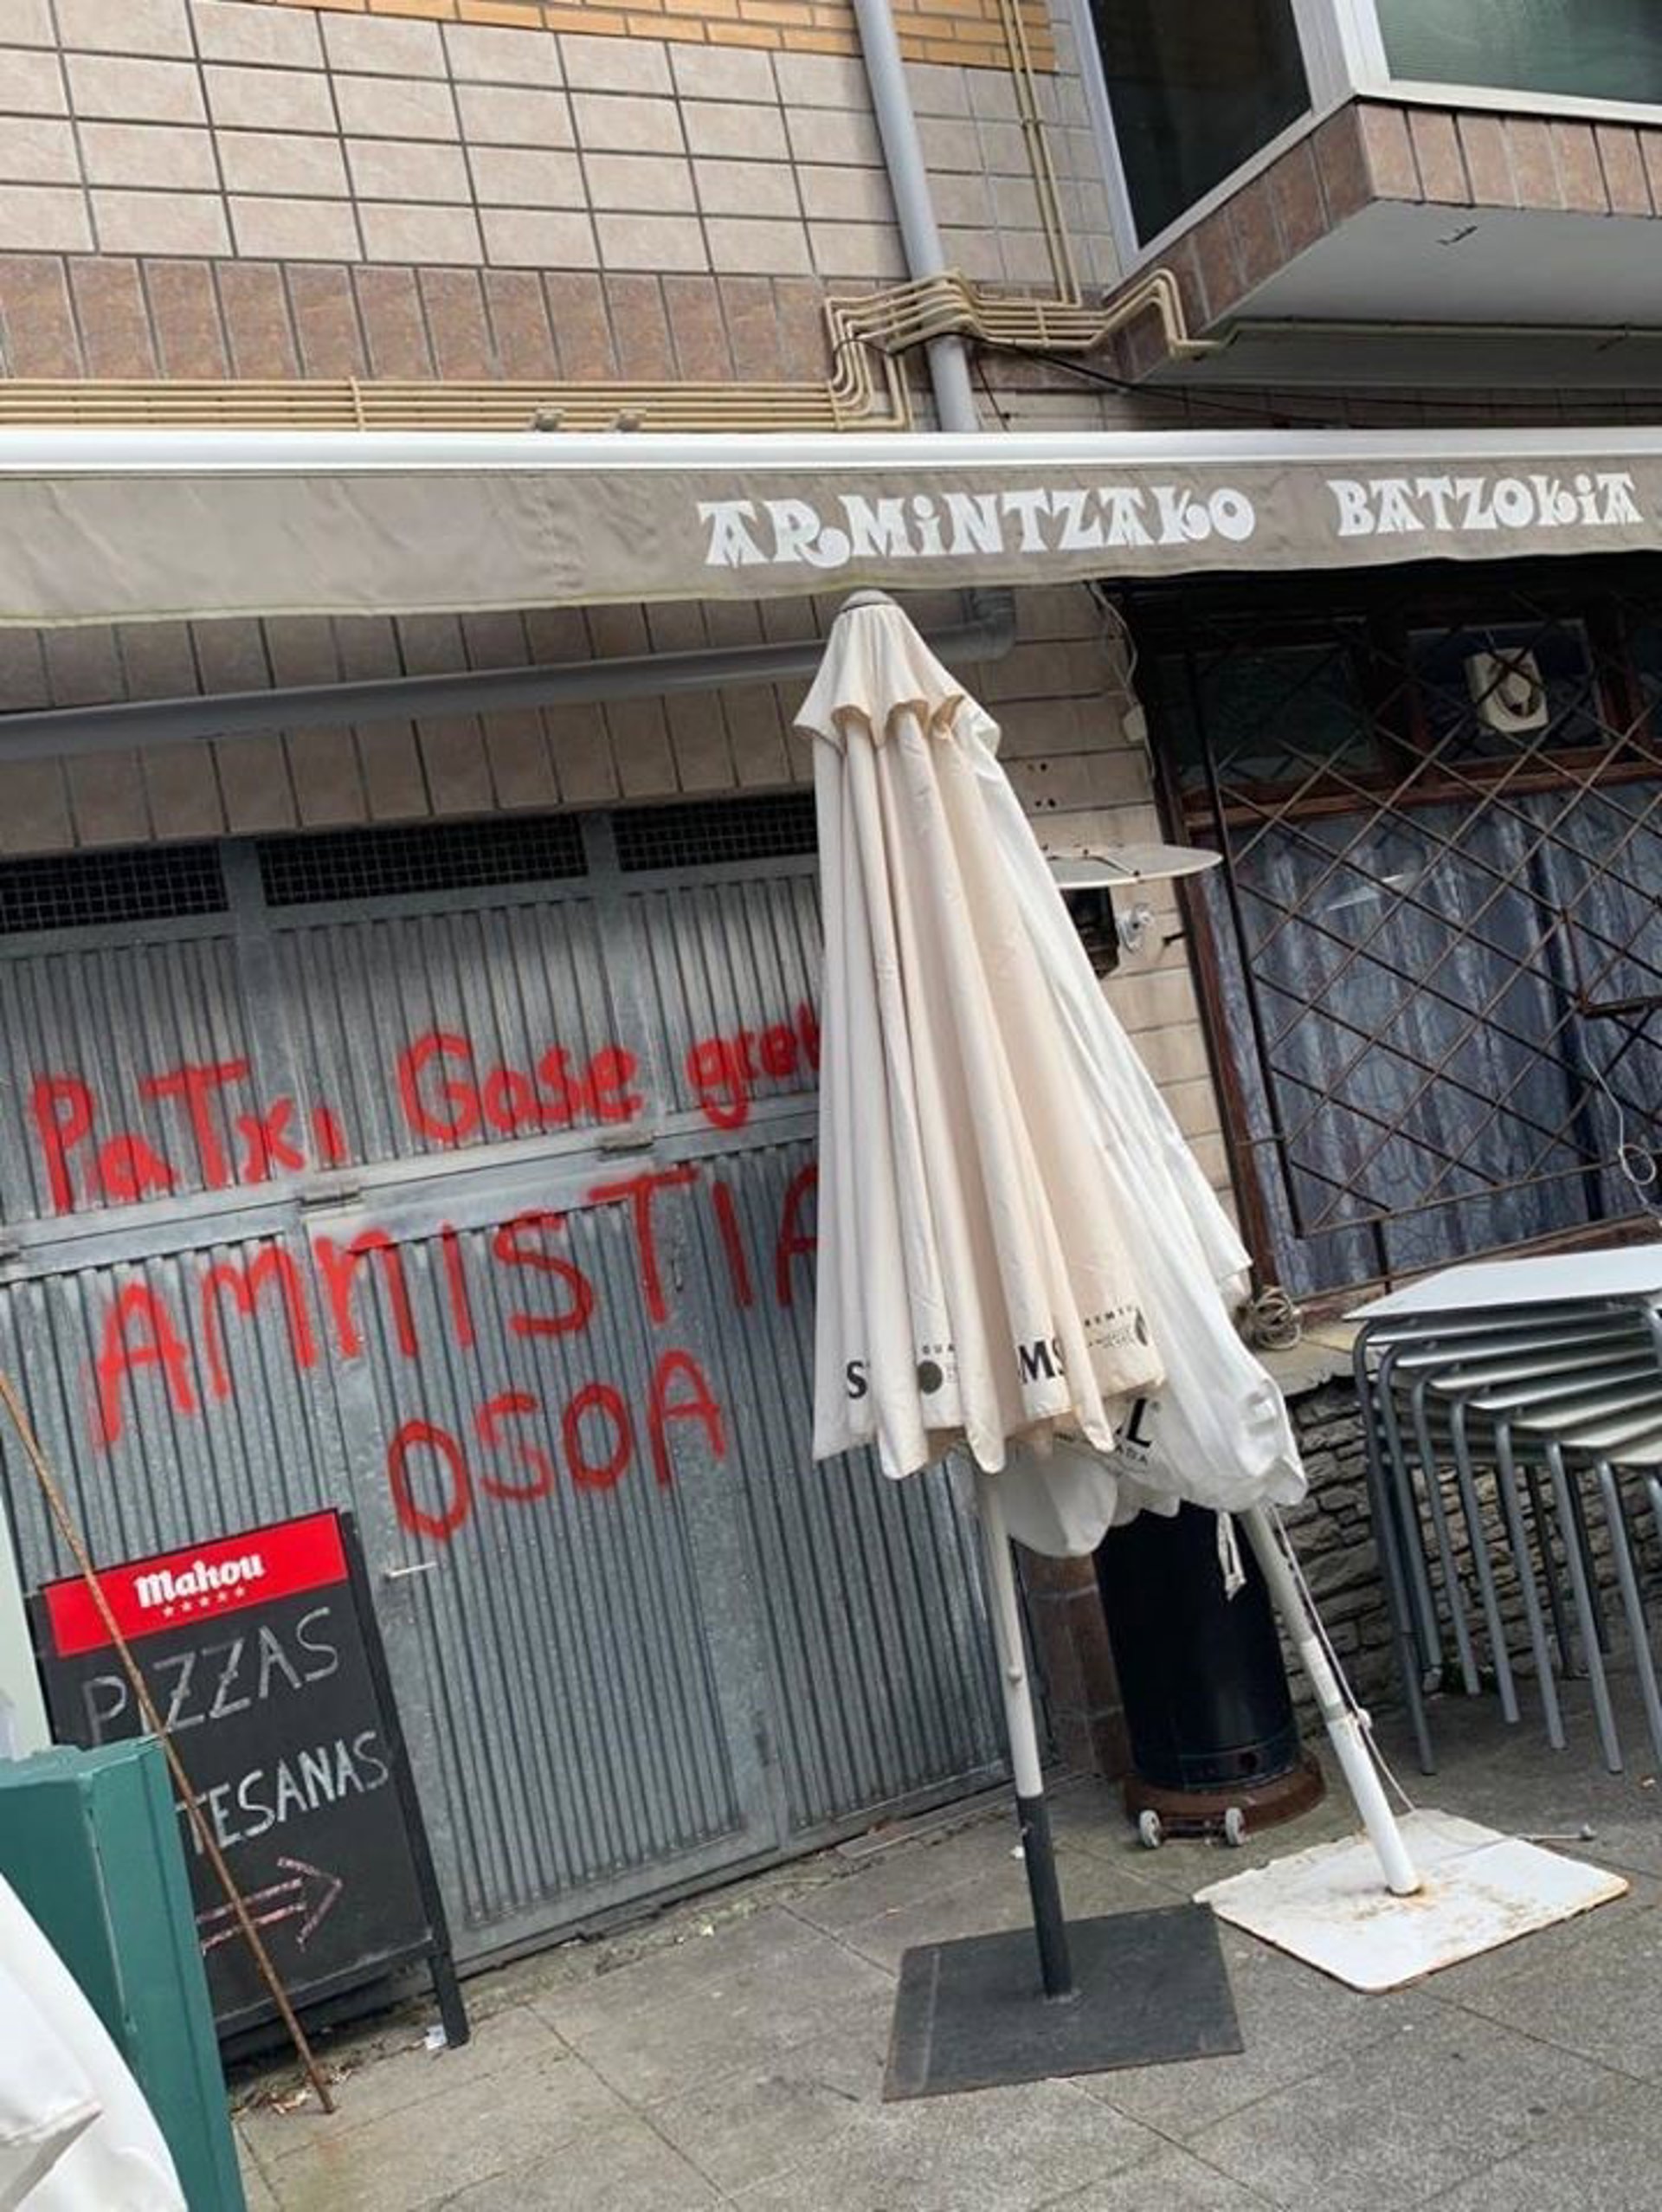 ARMiNTZAKO BATZOKiA
PaTxi Gose
AMnISTIA
OSOA
Mahou
PIZZAS
TESANAS